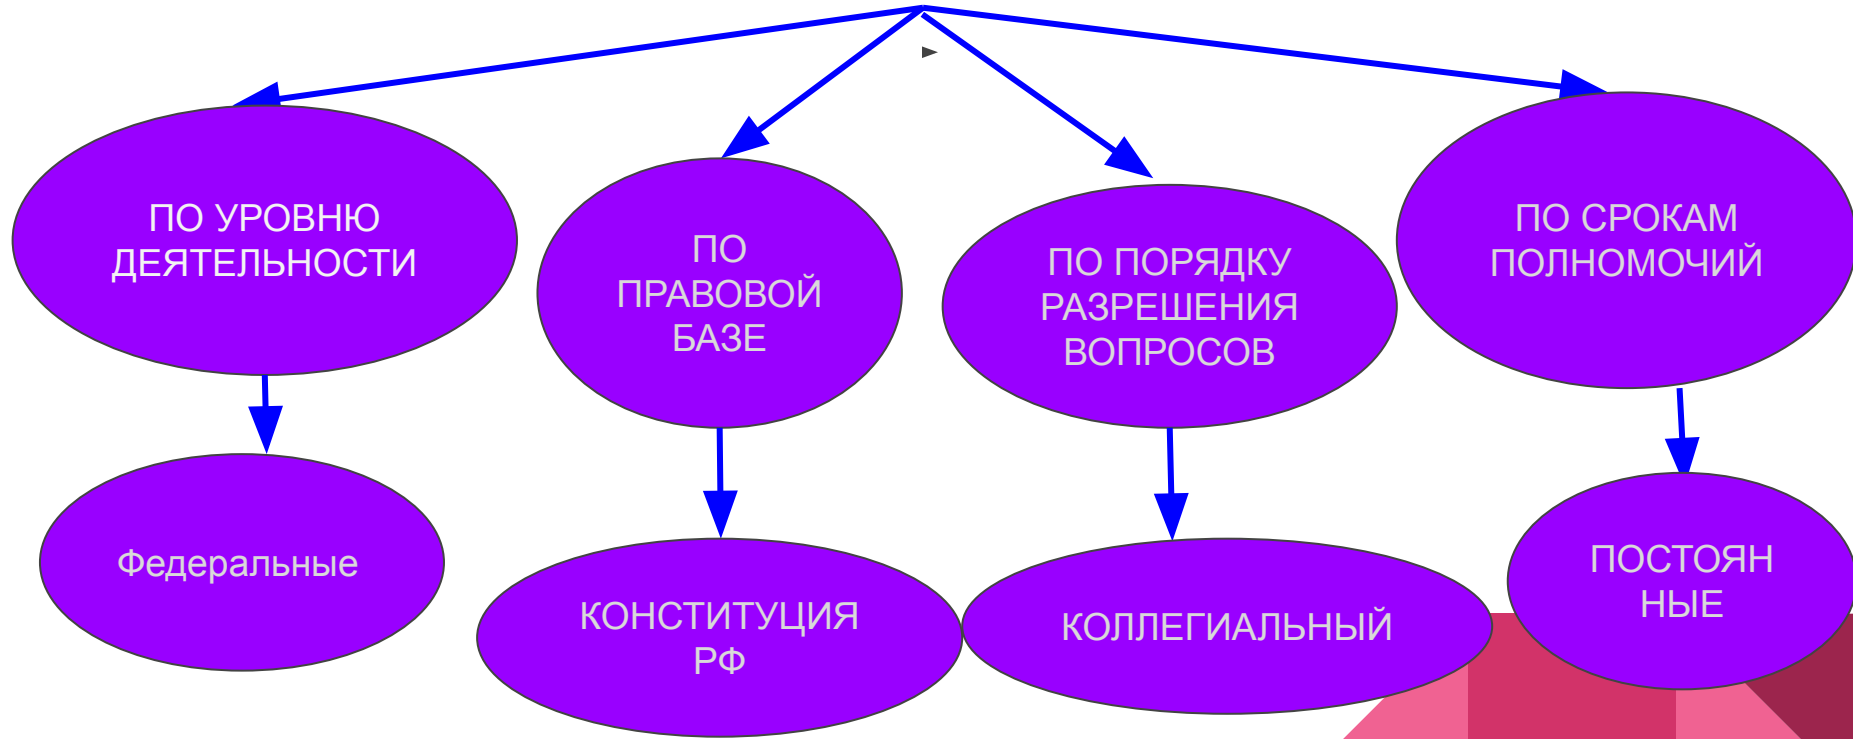 ПО УРОВНЮ
ДЕЯТЕЛЬНОСТИ
ПО
ПРАВОВОЙ
БАЗЕ
ПО ПОРЯДКУ
РАЗРЕШЕНИЯ
ВОПРОСОВ
ПО СРОКАМ
ПОЛНОМОЧИЙ
Федеральные
КОНСТИТУЦИЯ
РФ
КОЛЛЕГИАЛЬНЫЙ
ПОСТОЯН
НЫЕ